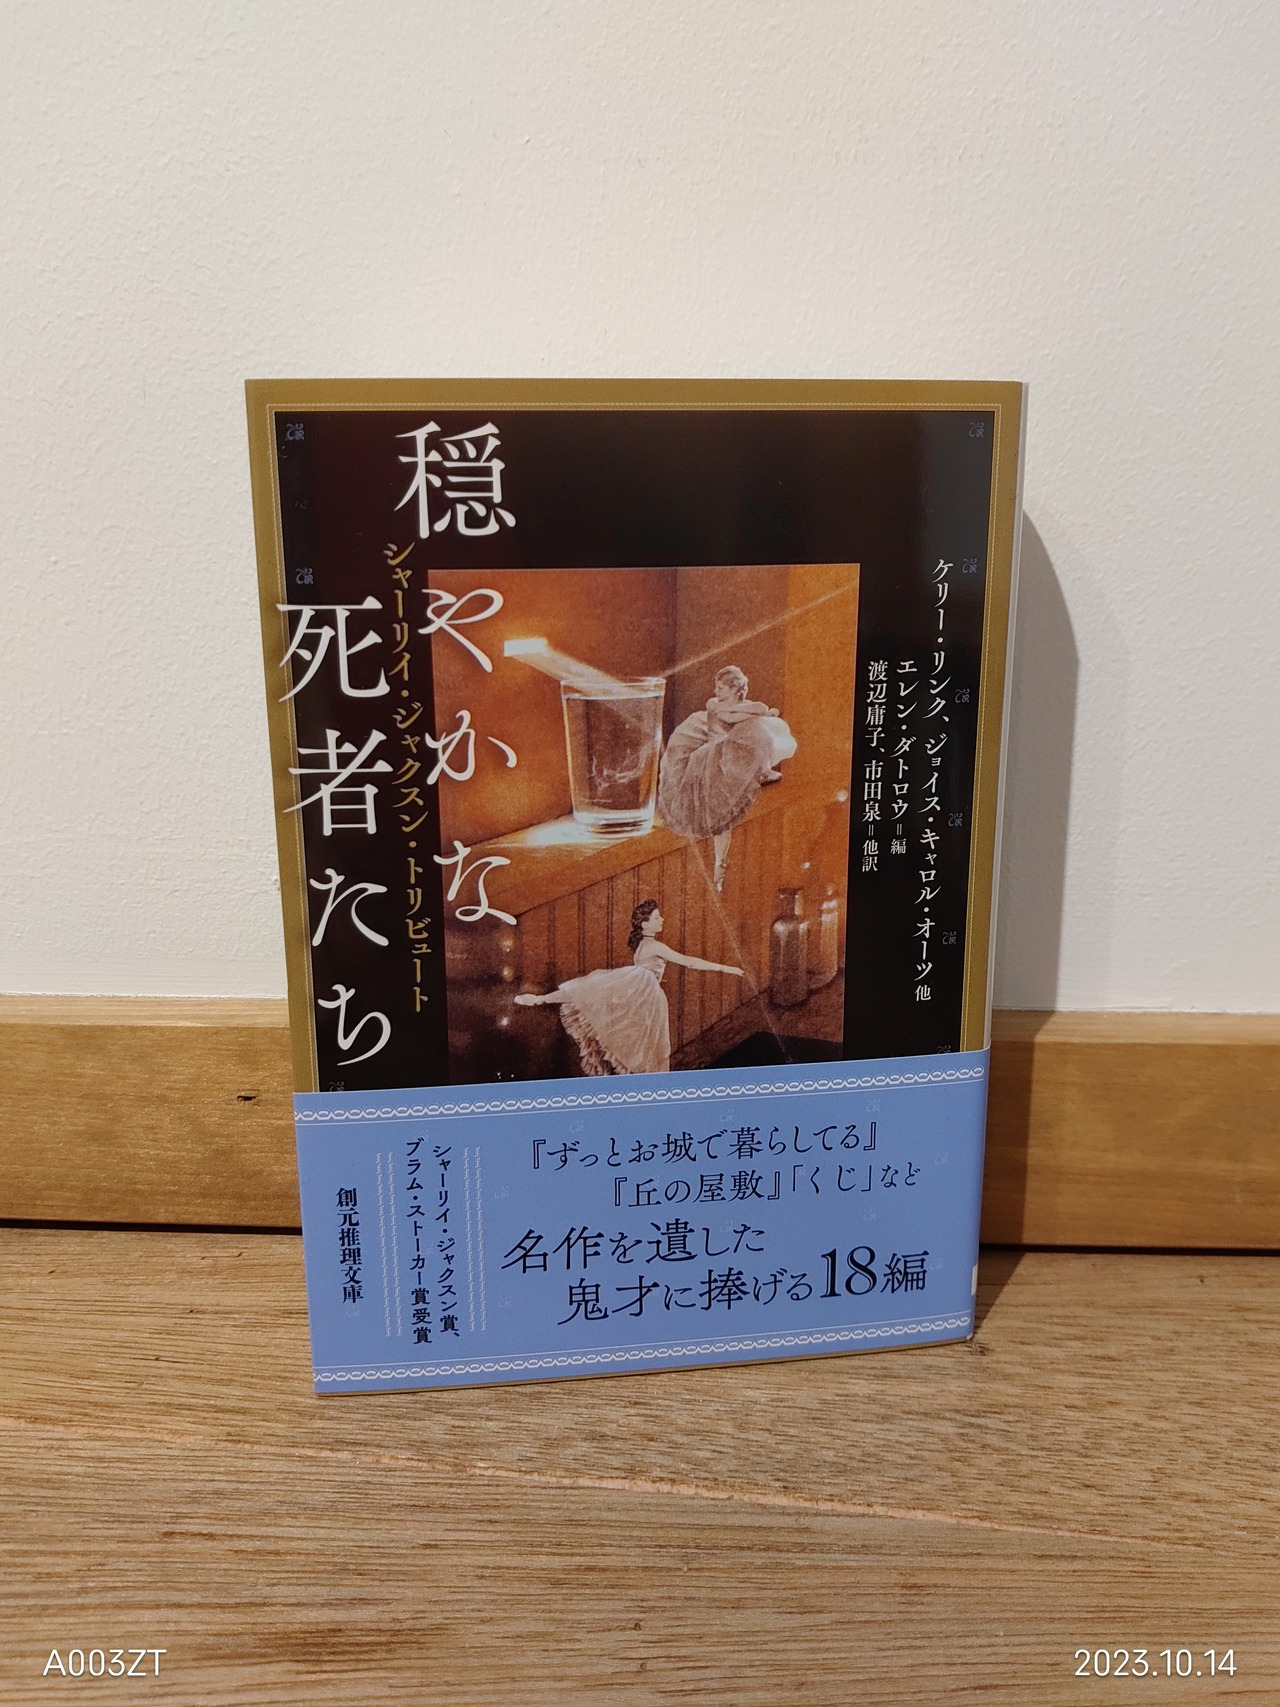 穏やかな
死者たち
シャーリイ・ジャクスン・トリビュート
ケリー・リンク、ジョイス・キャロル・オーツ 他
エレン・ダトロウ=編
渡辺庸子、市田泉=他訳
『ずっとお城で暮らしてる』
『丘の屋敷』「くじ」など
名作を遺した
鬼才に捧げる18編
シャーリイ・ジャクスン賞、
ブラム・ストーカー賞受賞
創元推理文庫
A003ZT
2023.10.14